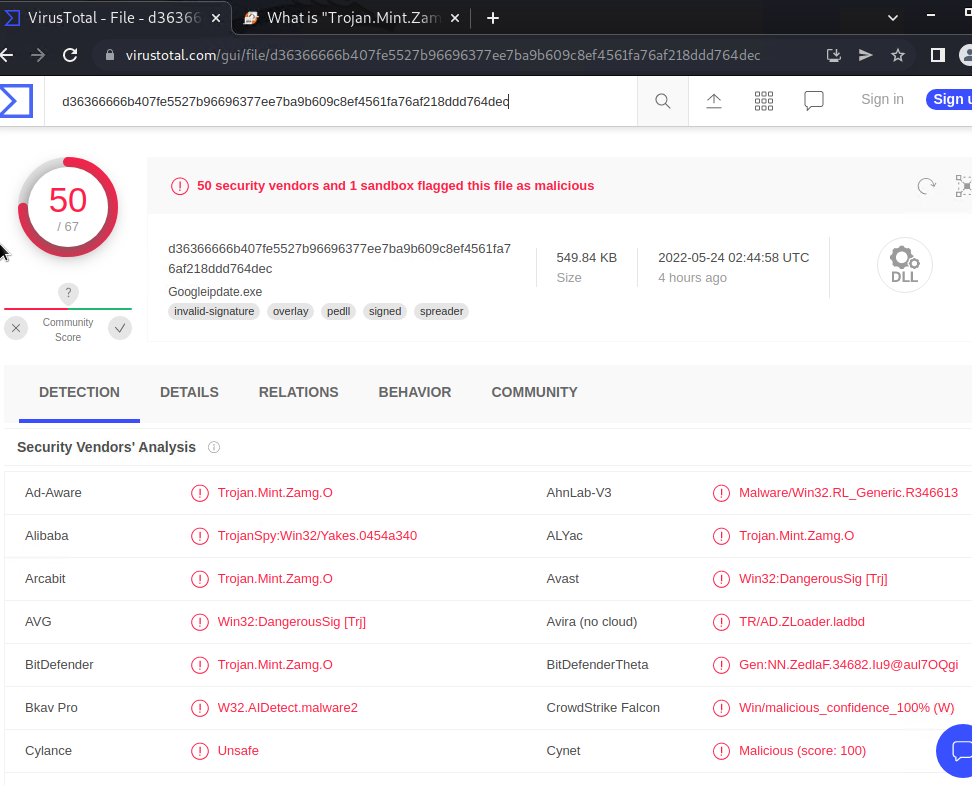 VirusTotal - File - d36366
What is "Trojan.Mint.Zam
virustotal.com/gui/file/d36366666b407fe5527b96696377ee7ba9b609c8ef4561fa76af218ddd764dec
d36366666b407fe5527b96696377ee7ba9b609c8ef4561fa76af218ddd764dec
Sign in
Sign u
50
/ 67
?
Community
Score
50 security vendors and 1 sandbox flagged this file as malicious
d36366666b407fe5527b96696377ee7ba9b609c8ef4561fa7
6af218ddd764dec
Googleipdate.exe
invalid-signature overlay pedll signed spreader
549.84 KB
Size
2022-05-24 02:44:58 UTC
4 hours ago
DLL
DETECTION DETAILS RELATIONS BEHAVIOR COMMUNITY
Security Vendors' Analysis
Ad-Aware Trojan.Mint.Zamg.O AhnLab-V3 Malware/Win32.RL_Generic.R346613
Alibaba TrojanSpy:Win32/Yakes.0454a340 ALYac Trojan.Mint.Zamg.O
Arcabit Trojan.Mint.Zamg.O Avast Win32:DangerousSig [Trj]
AVG Win32:DangerousSig [Trj] Avira (no cloud) TR/AD.ZLoader.ladbd
BitDefender Trojan.Mint.Zamg.O BitDefenderTheta Gen:NN.ZedlaF.34682.Iu9@aul7OQgi
Bkav Pro W32.AIDetect.malware2 CrowdStrike Falcon Win/malicious_confidence_100% (W)
Cylance Unsafe Cynet Malicious (score: 100)